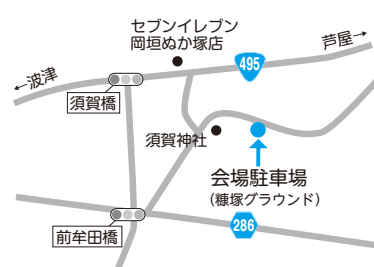 セブンイレブン
岡垣ぬか塚店
芦屋→
495
←波津
須賀橋
須賀神社
会場駐車場
(糠塚グラウンド)
286
前牟田橋